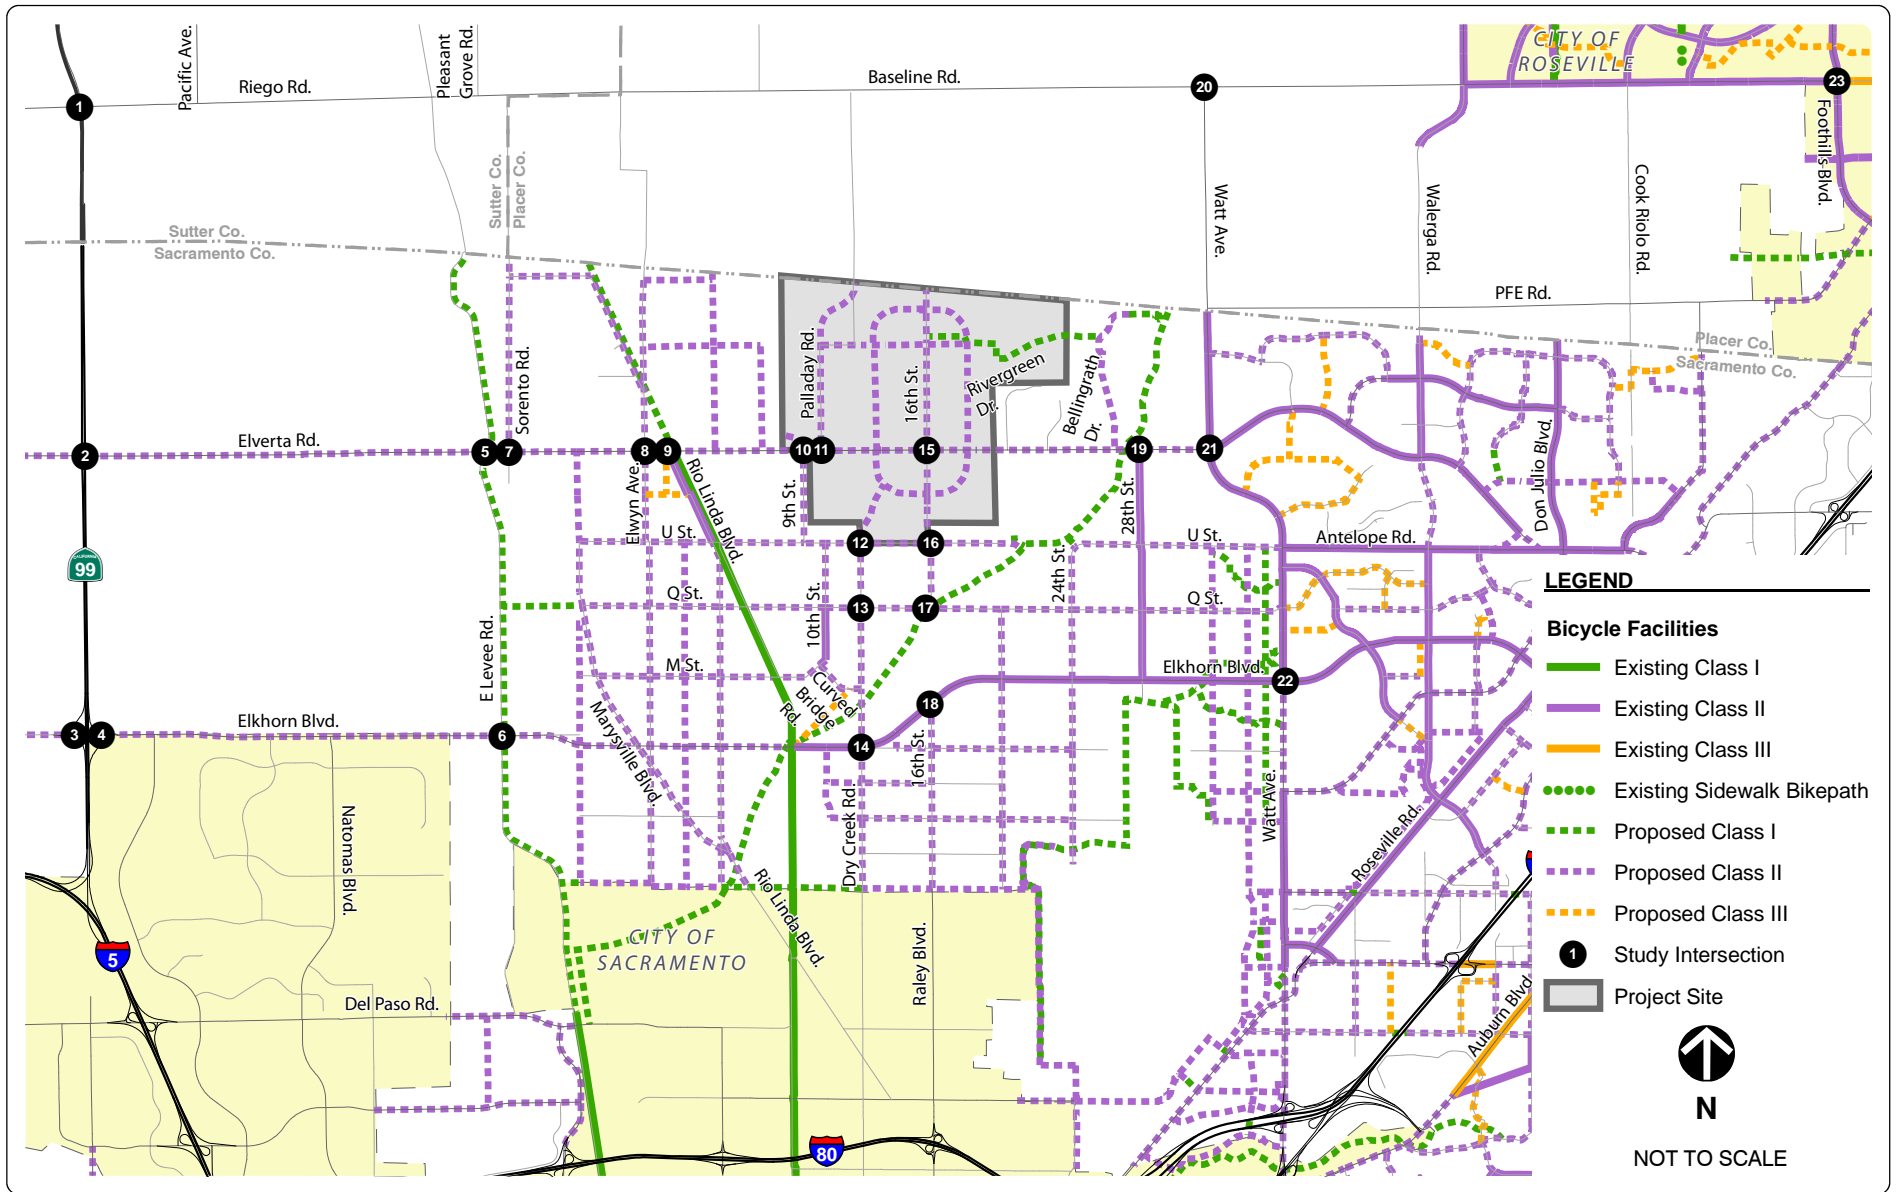 Pacific Ave.
Pleasant
Grove Rd.
Riego Rd.
Baseline Rd.
CITY OF
ROSEVILLE
1
20
23
Foothills Blvd.
Sutter Co.
Placer Co.
Sutter Co.
Sacramento Co.
Watt Ave.
Walerga Rd.
Cook Riolo Rd.
PFE Rd.
Placer Co.
Sacramento Co.
Sorento Rd.
Palladay Rd.
16th St.
Rivergreen
Dr.
Bellingrath
Dr.
Elverta Rd.
2
5
7
8
9
10
11
15
19
21
Elwyn Ave.
Rio Linda Blvd.
9th St.
28th St.
Don Julio Blvd.
U St.
12
16
U St.
Antelope Rd.
CALIFORNIA
99
24th St.
Q St.
10th St.
13
17
Q St.
E Levee Rd.
M St.
Curved
Bridge
Rd.
Elkhorn Blvd.
22
18
Elkhorn Blvd.
3
4
6
14
Marysville Blvd.
16th St.
Dry Creek Rd.
Watt Ave.
Roseville Rd.
Natomas Blvd.
Rio Linda Blvd.
CITY OF
SACRAMENTO
Raley Blvd.
5
Del Paso Rd.
Auburn Blvd.
80
LEGEND
Bicycle Facilities
Existing Class I
Existing Class II
Existing Class III
Existing Sidewalk Bikepath
Proposed Class I
Proposed Class II
Proposed Class III
1 Study Intersection
Project Site
N
NOT TO SCALE